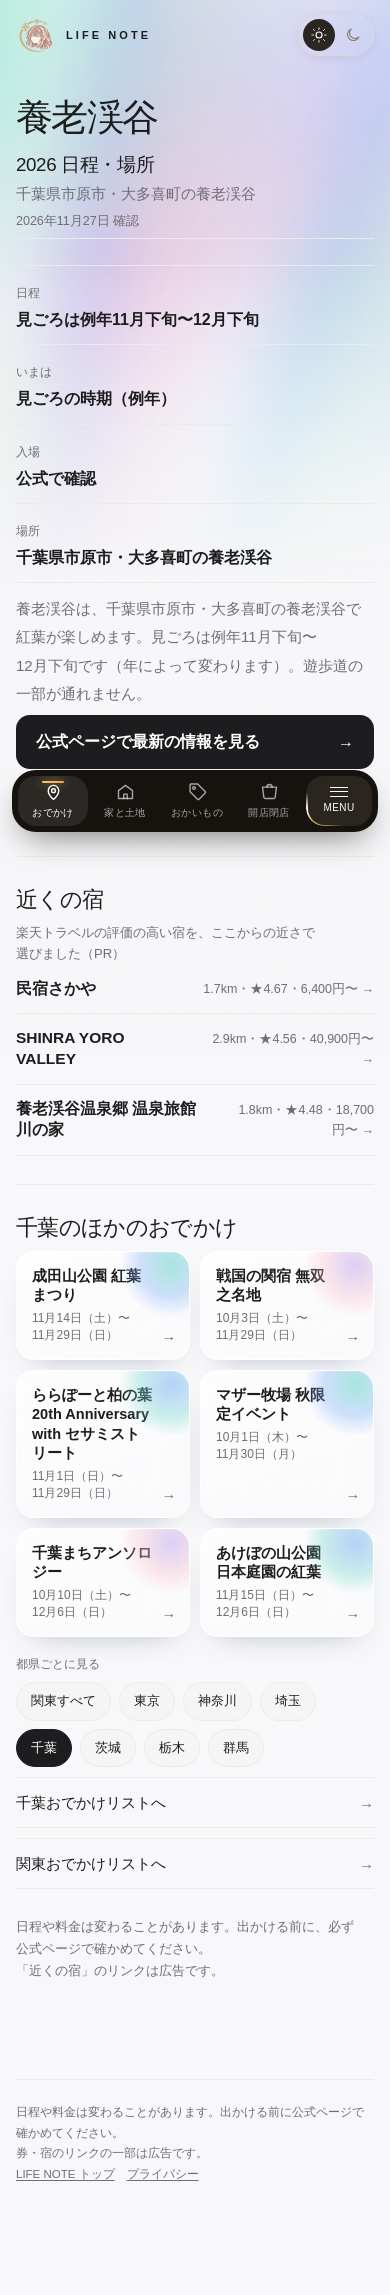 LIFE NOTE
養老渓谷
2026 日程・場所
千葉県市原市・大多喜町の養老渓谷
2026年11月27日 確認
日程
見ごろは例年11月下旬〜12月下旬
いまは
見ごろの時期（例年）
入場
公式で確認
場所
千葉県市原市・大多喜町の養老渓谷
養老渓谷は、千葉県市原市・大多喜町の養老渓谷で
紅葉が楽しめます。見ごろは例年11月下旬〜
12月下旬です（年によって変わります）。遊歩道の
一部が通れません。
公式ページで最新の情報を見る →
おでかけ 家と土地 おかいもの 開店閉店 MENU
近くの宿
楽天トラベルの評価の高い宿を、ここからの近さで
選びました（PR）
民宿さかや 1.7km・★4.67・6,400円〜 →
SHINRA YORO 2.9km・★4.56・40,900円〜
VALLEY →
養老渓谷温泉郷 温泉旅館 1.8km・★4.48・18,700
川の家 円〜 →
千葉のほかのおでかけ
成田山公園 紅葉
まつり
11月14日（土）〜
11月29日（日） →
戦国の関宿 無双
之名地
10月3日（土）〜
11月29日（日） →
ららぽーと柏の葉
20th Anniversary
with セサミスト
リート
11月1日（日）〜
11月29日（日） →
マザー牧場 秋限
定イベント
10月1日（木）〜
11月30日（月）
→
千葉まちアンソロ
ジー
10月10日（土）〜
12月6日（日） →
あけぼの山公園
日本庭園の紅葉
11月15日（日）〜
12月6日（日） →
都県ごとに見る
関東すべて 東京 神奈川 埼玉
千葉 茨城 栃木 群馬
千葉おでかけリストへ →
関東おでかけリストへ →
日程や料金は変わることがあります。出かける前に、必ず
公式ページで確かめてください。
「近くの宿」のリンクは広告です。
日程や料金は変わることがあります。出かける前に公式ページで
確かめてください。
券・宿のリンクの一部は広告です。
LIFE NOTE トップ プライバシー